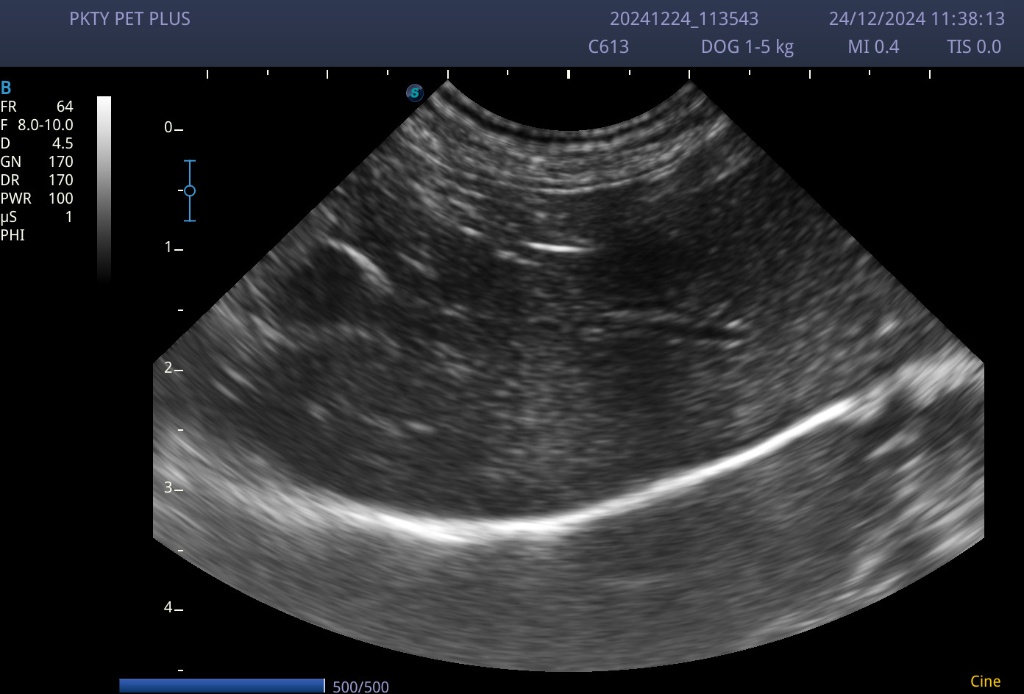 PKTY PET PLUS
20241224_113543
24/12/2024 11:38:13
C613
DOG 1-5 kg
MI 0.4
TIS 0.0
B
FR 64
F 8.0-10.0
D 4.5
GN 170
DR 170
PWR 100
µS 1
PHI
S
0
1
2
3
4
500/500
Cine